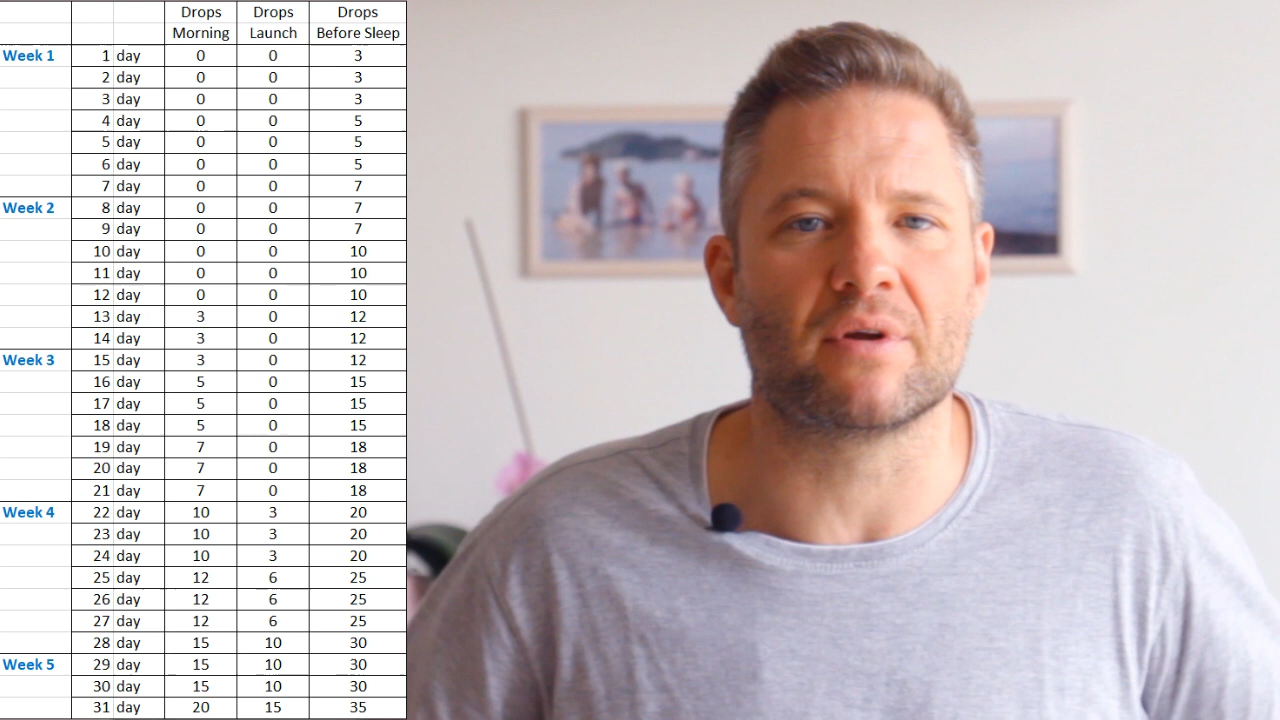 Drops Drops Drops
Morning Launch Before Sleep
Week 1 1 day 0 0 3
2 day 0 0 3
3 day 0 0 3
4 day 0 0 5
5 day 0 0 5
6 day 0 0 5
7 day 0 0 7
Week 2 8 day 0 0 7
9 day 0 0 7
10 day 0 0 10
11 day 0 0 10
12 day 0 0 10
13 day 3 0 12
14 day 3 0 12
Week 3 15 day 3 0 12
16 day 5 0 15
17 day 5 0 15
18 day 5 0 15
19 day 7 0 18
20 day 7 0 18
21 day 7 0 18
Week 4 22 day 10 3 20
23 day 10 3 20
24 day 10 3 20
25 day 12 6 25
26 day 12 6 25
27 day 12 6 25
28 day 15 10 30
Week 5 29 day 15 10 30
30 day 15 10 30
31 day 20 15 35